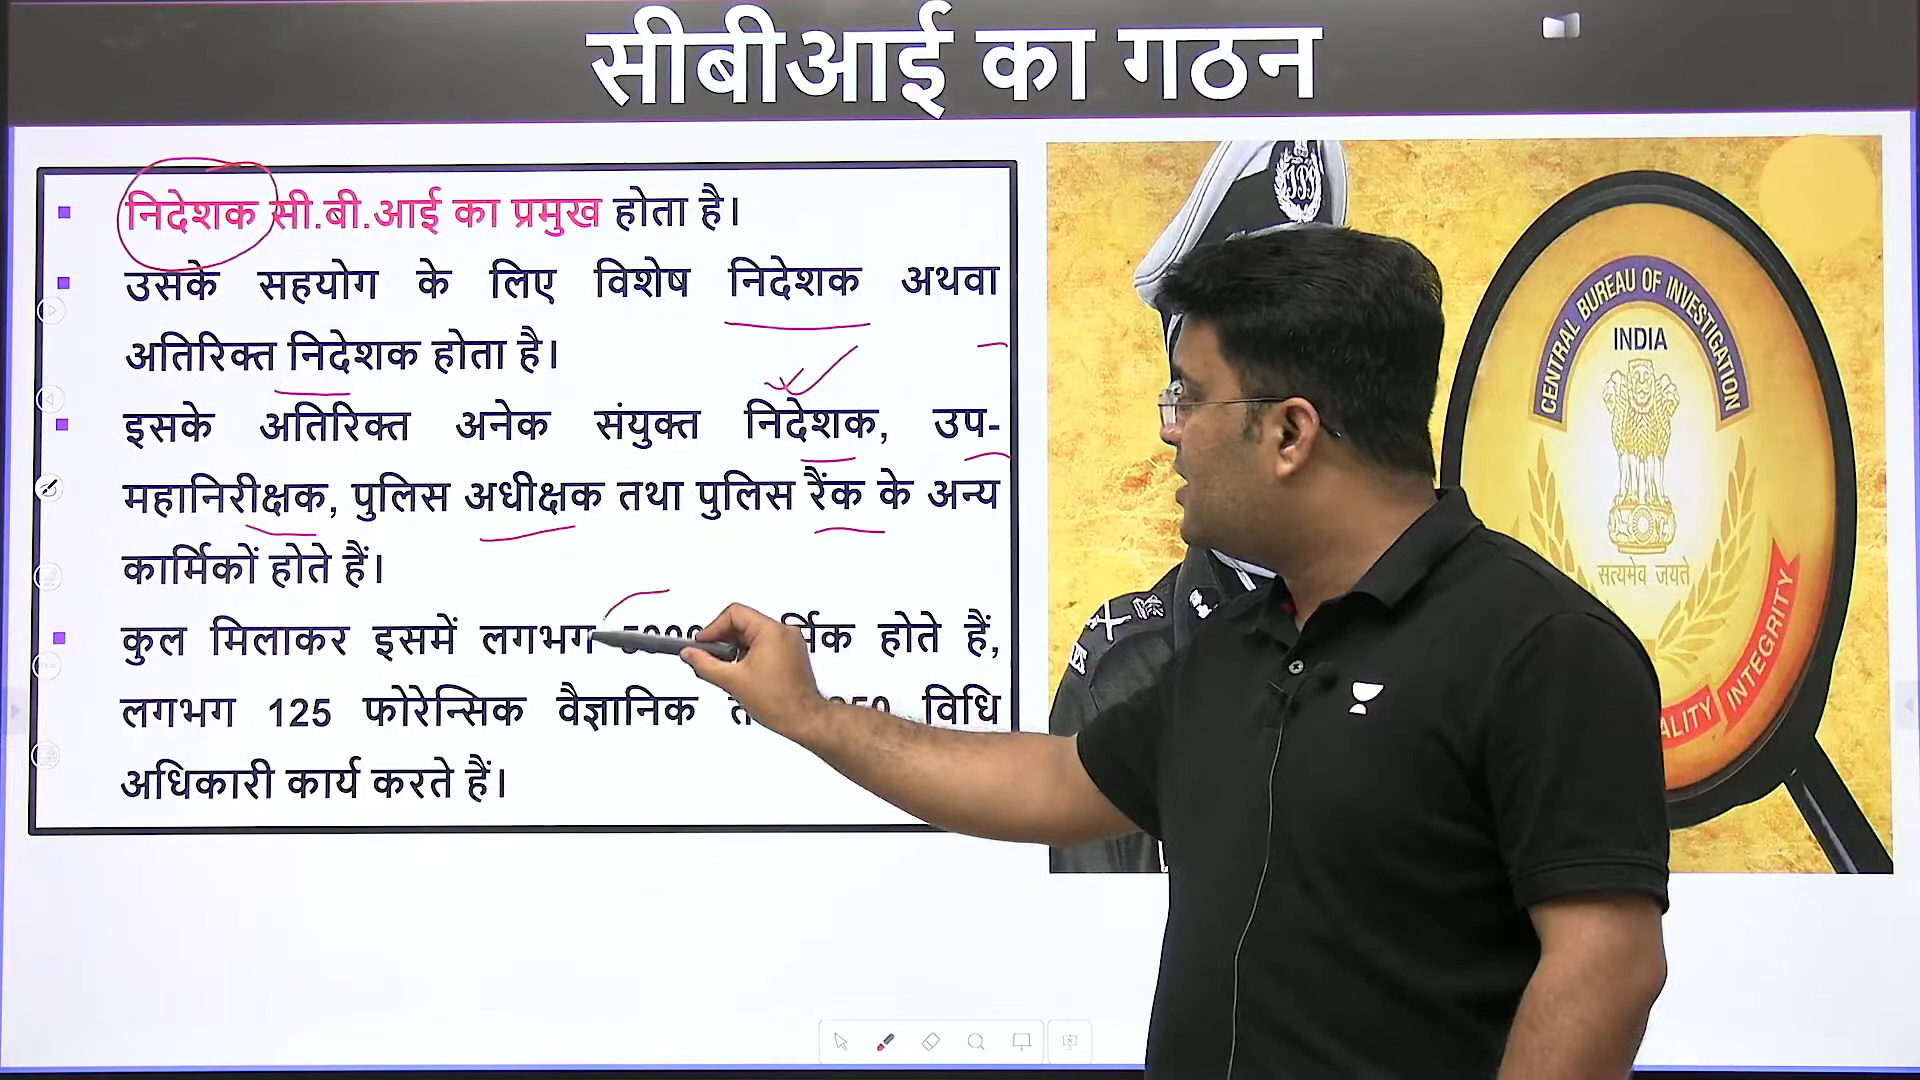 सीबीआई का गठन
निदेशक सी.बी.आई का प्रमुख होता है।
उसके सहयोग के लिए विशेष निदेशक अथवा
अतिरिक्त निदेशक होता है।
इसके अतिरिक्त अनेक संयुक्त निदेशक, उप-
महानिरीक्षक, पुलिस अधीक्षक तथा पुलिस रैंक के अन्य
कार्मिकों होते हैं।
कुल मिलाकर इसमें लगभग होते हैं,
लगभग 125 फोरेन्सिक वैज्ञानिक विधि
अधिकारी कार्य करते हैं।
CENTRAL BUREAU OF INVESTIGATION
INDIA
सत्यमेव जयते
INTEGRITY